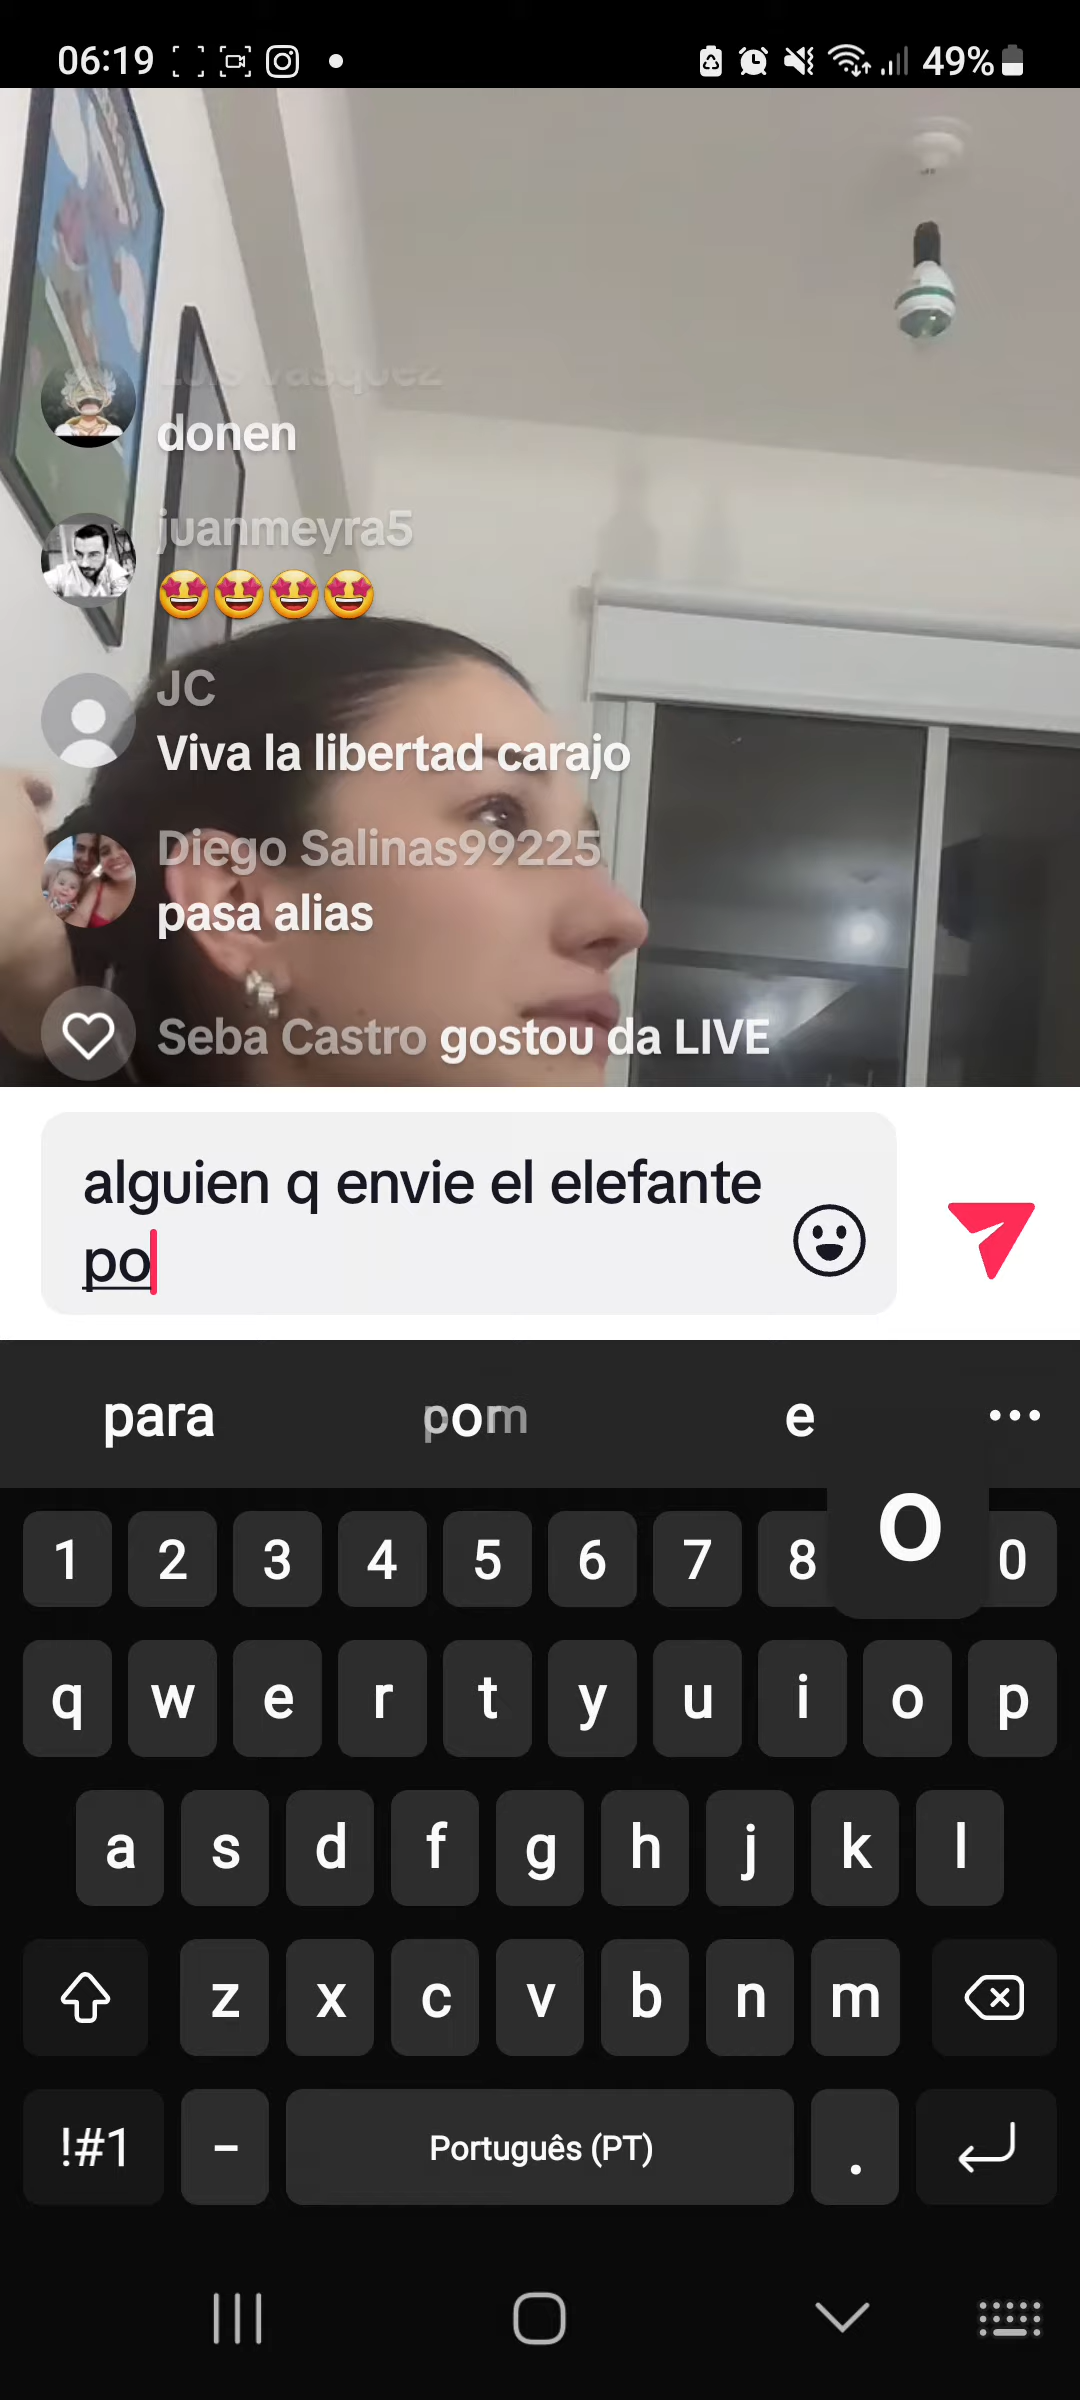 06:19
49%
Luis Vasquez
donen
juanmeyra5
🤩🤩🤩🤩
JC
Viva la libertad carajo
Diego Salinas99225
pasa alias
Seba Castro gostou da LIVE
alguien q envie el elefante
po
para pom e
o
1 2 3 4 5 6 7 8 0
q w e r t y u i o p
a s d f g h j k l
z x c v b n m
!#1 - Português (PT) .